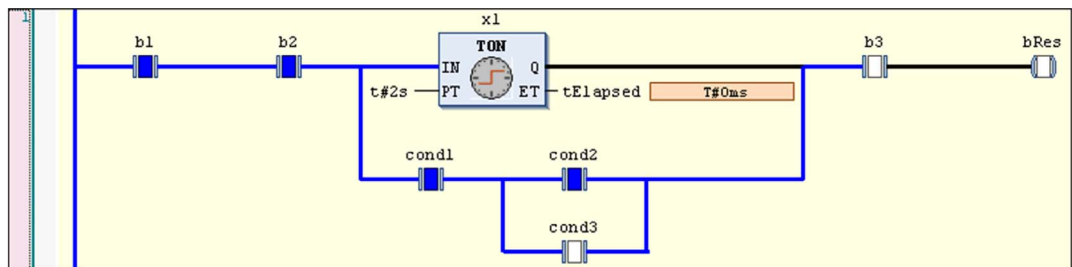 1
x1
b1 b2 TON b3 bRes
IN Q
t#2s PT ET tElapsed T#0ms
cond1 cond2
cond3